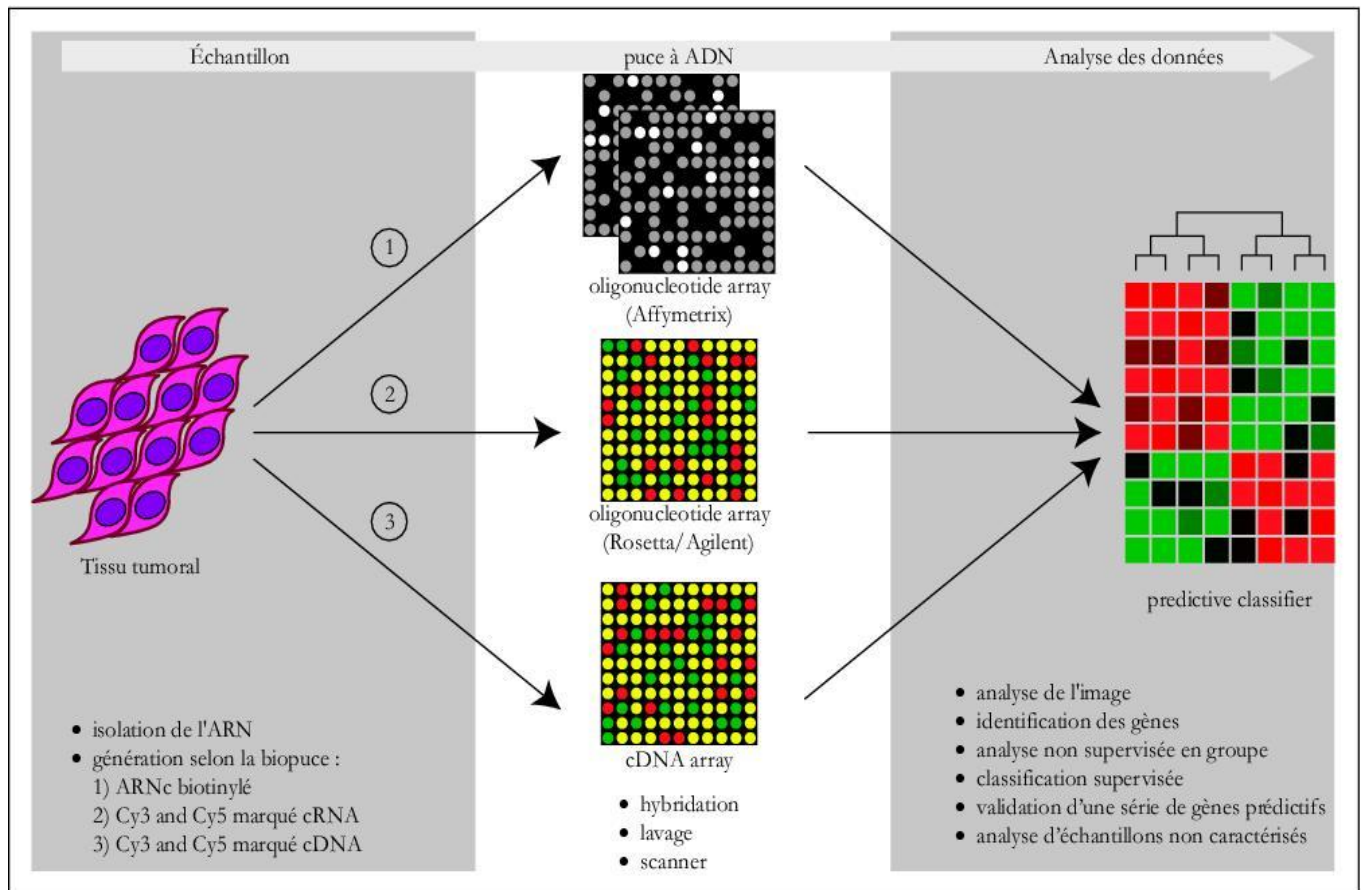 Échantillon
puce à ADN
Analyse des données
1
2
3
Tissu tumoral
• isolation de l'ARN
• génération selon la biopuce :
1) ARNc biotinylé
2) Cy3 and Cy5 marqué cRNA
3) Cy3 and Cy5 marqué cDNA
oligonucleotide array
(Affymetrix)
oligonucleotide array
(Rosetta/Agilent)
cDNA array
• hybridation
• lavage
• scanner
predictive classifier
• analyse de l'image
• identification des gènes
• analyse non supervisée en groupe
• classification supervisée
• validation d'une série de gènes prédictifs
• analyse d'échantillons non caractérisés